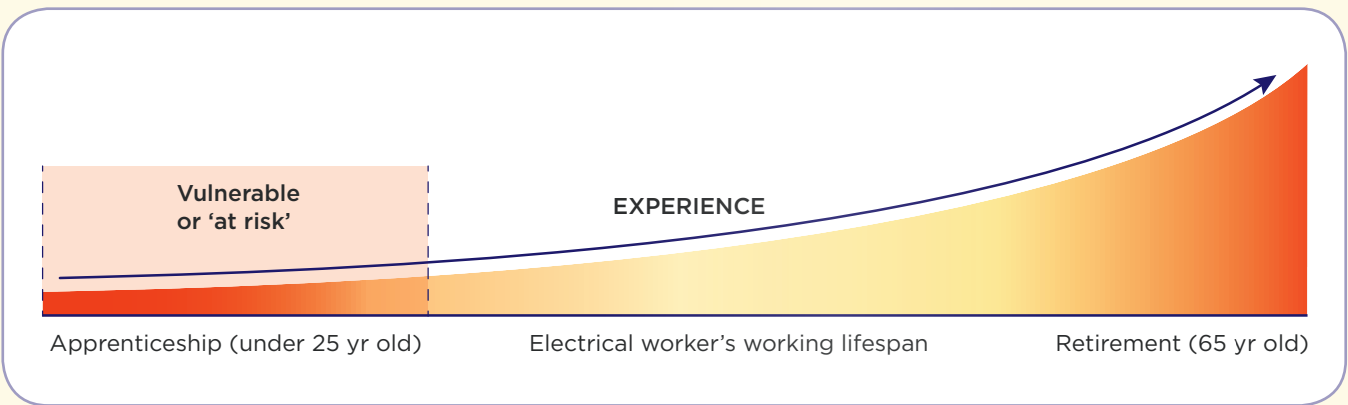 Vulnerable
or ‘at risk’
EXPERIENCE
Apprenticeship (under 25 yr old)
Electrical worker’s working lifespan
Retirement (65 yr old)